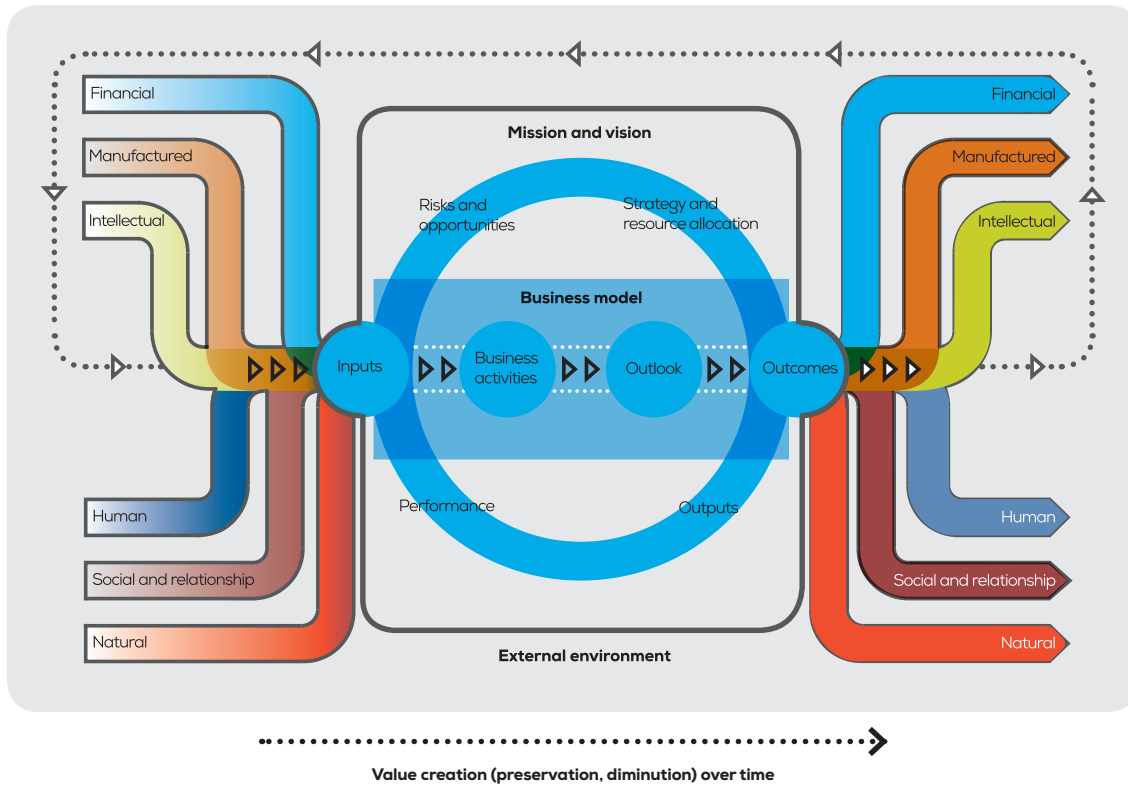 Financial
Manufactured
Intellectual
Human
Social and relationship
Natural
Mission and vision
Risks and
opportunities
Strategy and
resource allocation
Business model
Inputs
Business
activities
Outlook
Outcomes
Performance
Outputs
External environment
Financial
Manufactured
Intellectual
Human
Social and relationship
Natural
Value creation (preservation, diminution) over time